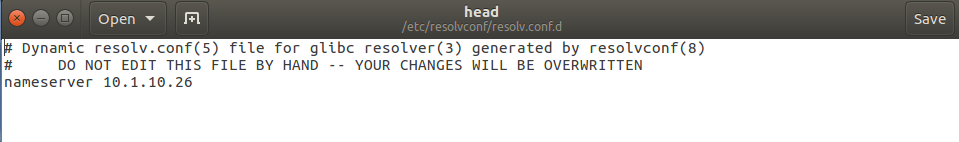 head
Open
/etc/resolvconf/resolv.conf.d
Save
# Dynamic resolv.conf(5) file for glibc resolver(3) generated by resolvconf(8)
#     DO NOT EDIT THIS FILE BY HAND -- YOUR CHANGES WILL BE OVERWRITTEN
nameserver 10.1.10.26